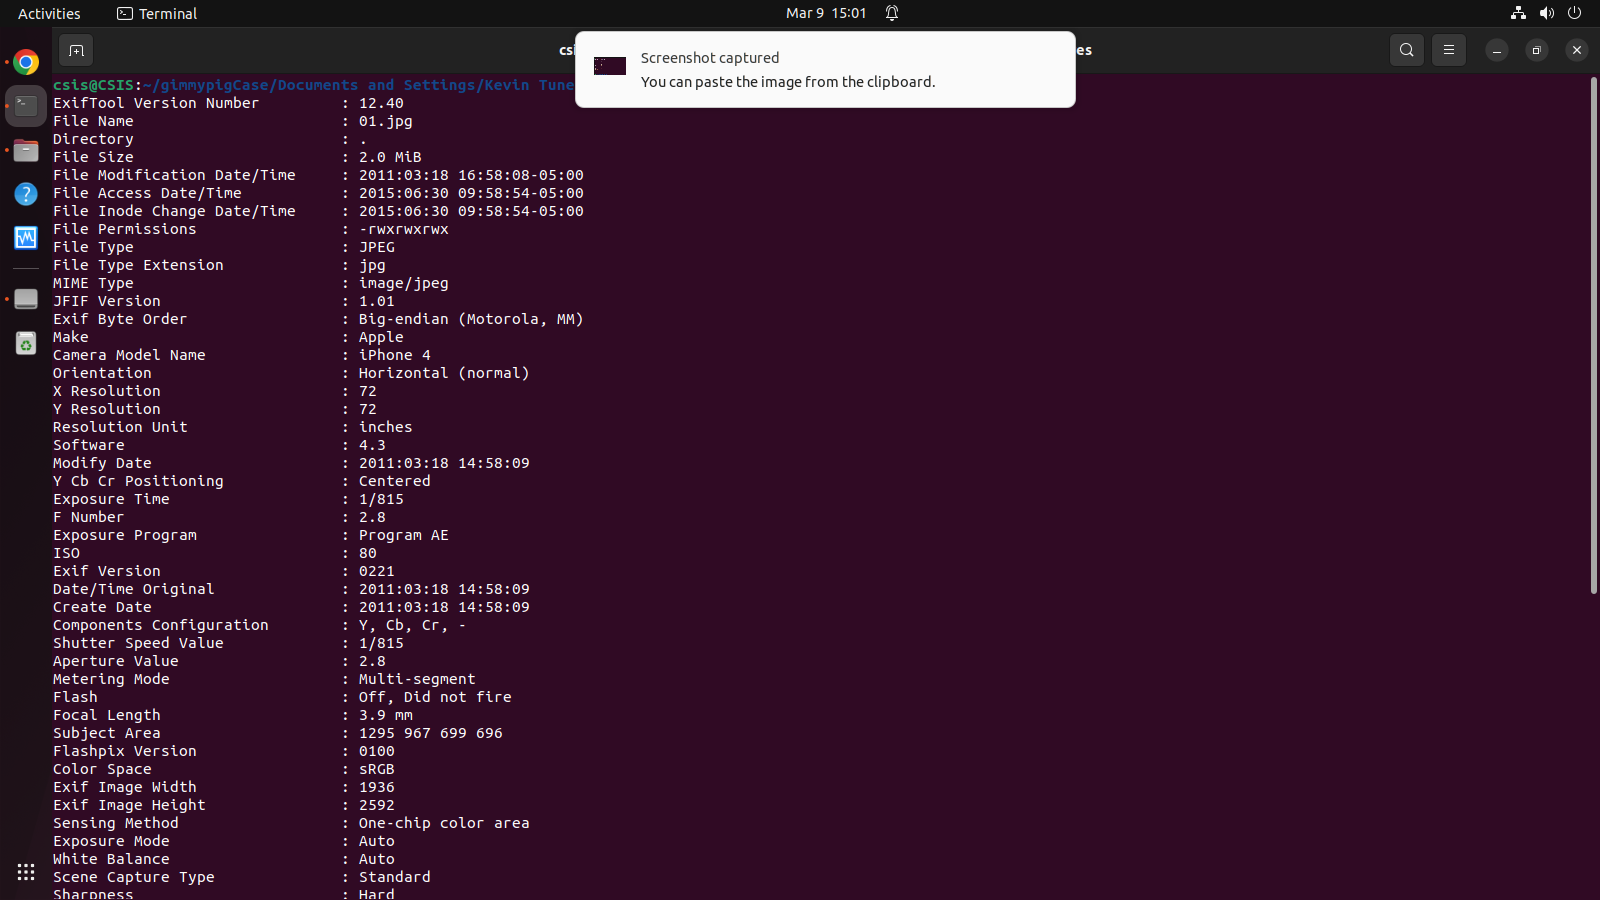 Activities Terminal Mar 9 15:01
Screenshot captured
You can paste the image from the clipboard.
csis@CSIS:~/gimmypigCase/Documents and Settings/Kevin Tune
ExifTool Version Number : 12.40
File Name : 01.jpg
Directory : .
File Size : 2.0 MiB
File Modification Date/Time : 2011:03:18 16:58:08-05:00
File Access Date/Time : 2015:06:30 09:58:54-05:00
File Inode Change Date/Time : 2015:06:30 09:58:54-05:00
File Permissions : -rwxrwxrwx
File Type : JPEG
File Type Extension : jpg
MIME Type : image/jpeg
JFIF Version : 1.01
Exif Byte Order : Big-endian (Motorola, MM)
Make : Apple
Camera Model Name : iPhone 4
Orientation : Horizontal (normal)
X Resolution : 72
Y Resolution : 72
Resolution Unit : inches
Software : 4.3
Modify Date : 2011:03:18 14:58:09
Y Cb Cr Positioning : Centered
Exposure Time : 1/815
F Number : 2.8
Exposure Program : Program AE
ISO : 80
Exif Version : 0221
Date/Time Original : 2011:03:18 14:58:09
Create Date : 2011:03:18 14:58:09
Components Configuration : Y, Cb, Cr, -
Shutter Speed Value : 1/815
Aperture Value : 2.8
Metering Mode : Multi-segment
Flash : Off, Did not fire
Focal Length : 3.9 mm
Subject Area : 1295 967 699 696
Flashpix Version : 0100
Color Space : sRGB
Exif Image Width : 1936
Exif Image Height : 2592
Sensing Method : One-chip color area
Exposure Mode : Auto
White Balance : Auto
Scene Capture Type : Standard
Sharpness : Hard